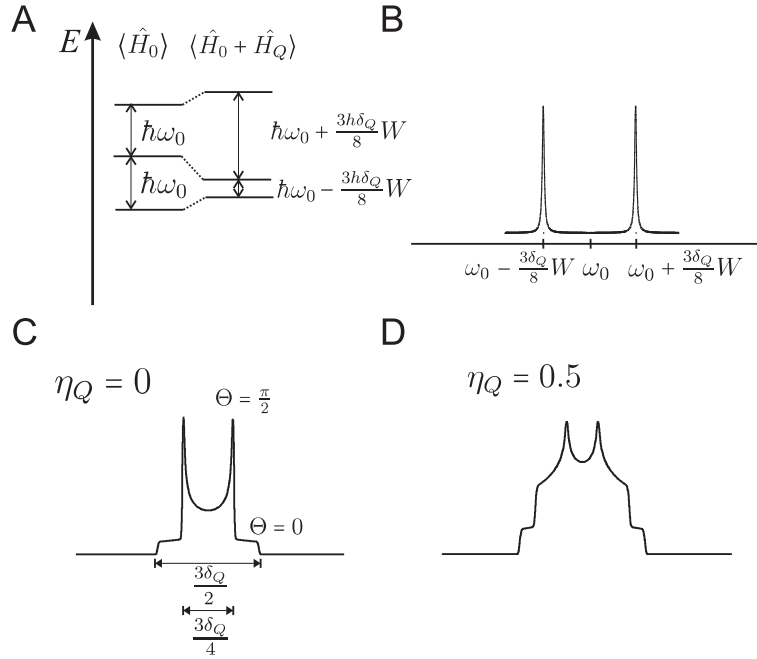 A
E ⟨Ĥ₀⟩ ⟨Ĥ₀ + Ĥ_Q⟩
ħω₀
ħω₀ + 3hδ_Q/8 W
ħω₀
ħω₀ − 3hδ_Q/8 W
B
ω₀ − 3δ_Q/8 W ω₀ ω₀ + 3δ_Q/8 W
C
η_Q = 0
Θ = π/2
Θ = 0
3δ_Q/2
3δ_Q/4
D
η_Q = 0.5